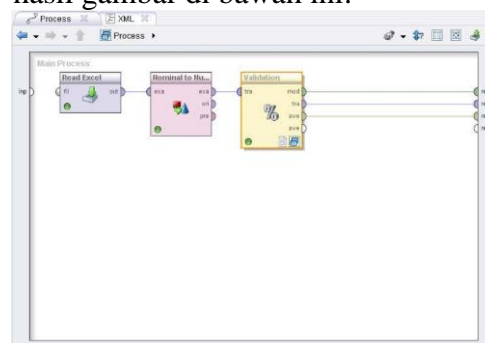 hasil gambar di bawah ini:
Process XML
Process
Main Process
Read Excel Nominal to Nu... Validation
inp fil out exa exa tra mod
ori tra
pre ave
ave